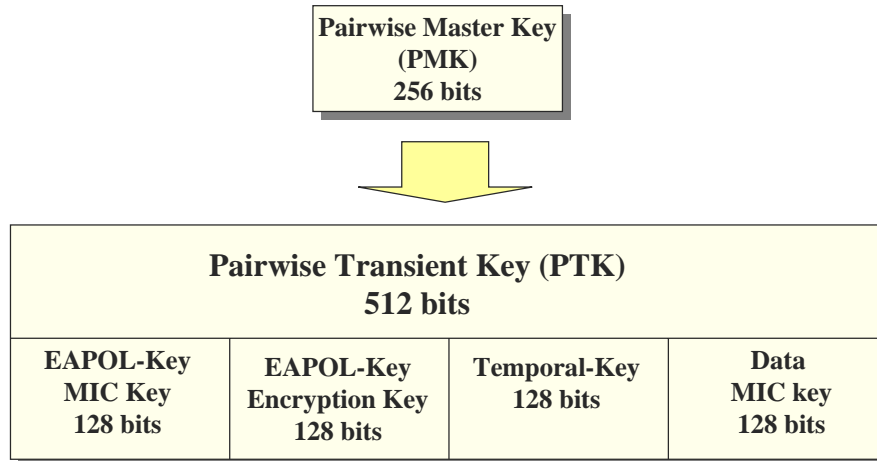 Pairwise Master Key
(PMK)
256 bits
Pairwise Transient Key (PTK)
512 bits
EAPOL-Key
MIC Key
128 bits
EAPOL-Key
Encryption Key
128 bits
Temporal-Key
128 bits
Data
MIC key
128 bits